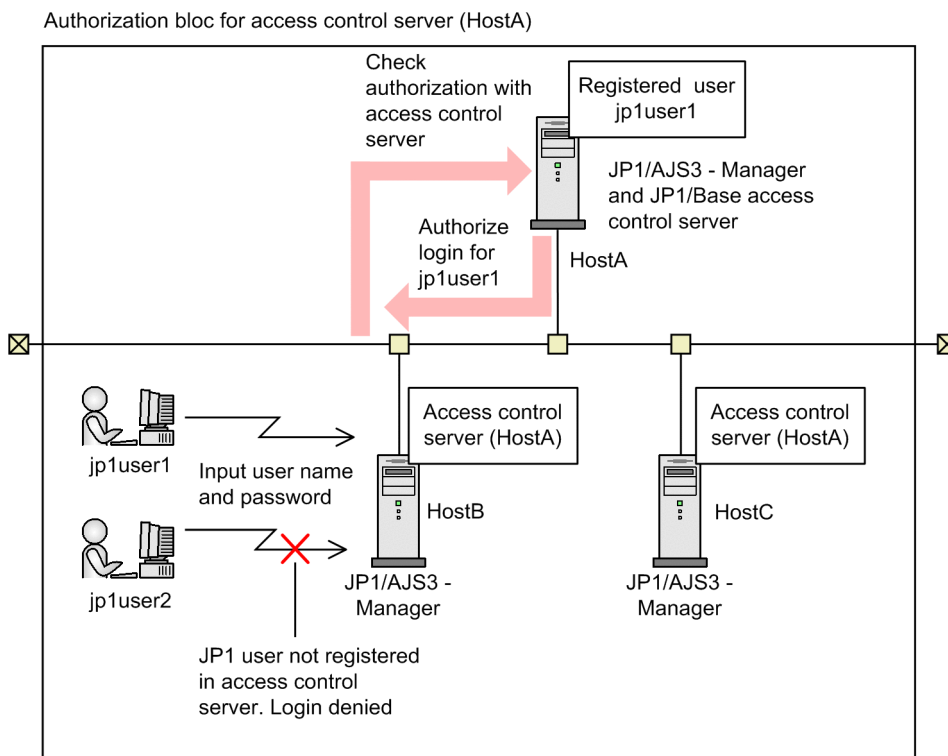 Authorization bloc for access control server (HostA)
Check
authorization with
access control
server
Registered user
jp1user1
JP1/AJS3 - Manager
and JP1/Base access
control server
Authorize
login for
jp1user1
HostA
Access control
server (HostA)
Access control
server (HostA)
jp1user1
Input user name
and password
HostB
HostC
jp1user2
JP1/AJS3 -
Manager
JP1/AJS3 -
Manager
JP1 user not registered
in access control
server. Login denied